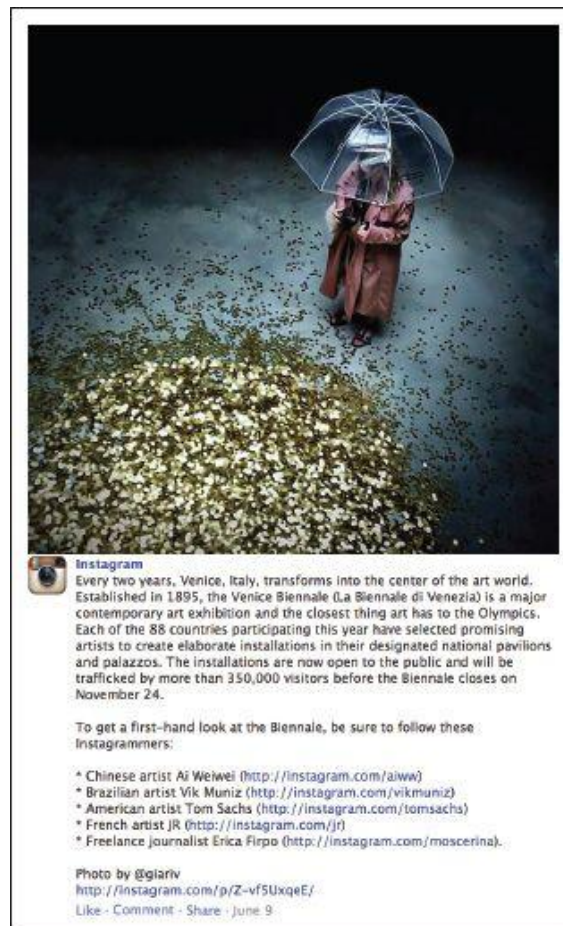 Instagram
Every two years, Venice, Italy, transforms into the center of the art world.
Established in 1895, the Venice Biennale (La Biennale di Venezia) is a major
contemporary art exhibition and the closest thing art has to the Olympics.
Each of the 88 countries participating this year have selected promising
artists to create elaborate installations in their designated national pavilions
and palazzos. The installations are now open to the public and will be
trafficked by more than 350,000 visitors before the Biennale closes on
November 24.
To get a first-hand look at the Biennale, be sure to follow these
Instagrammers:
* Chinese artist Ai Weiwei (http://instagram.com/aiww)
* Brazilian artist Vik Muniz (http://instagram.com/vikmuniz)
* American artist Tom Sachs (http://instagram.com/tomsachs)
* French artist JR (http://instagram.com/jr)
* Freelance journalist Erica Firpo (http://instagram.com/moscerina).
Photo by @giariv
http://instagram.com/p/Z-vf5UxqeE/
Like · Comment · Share · June 9